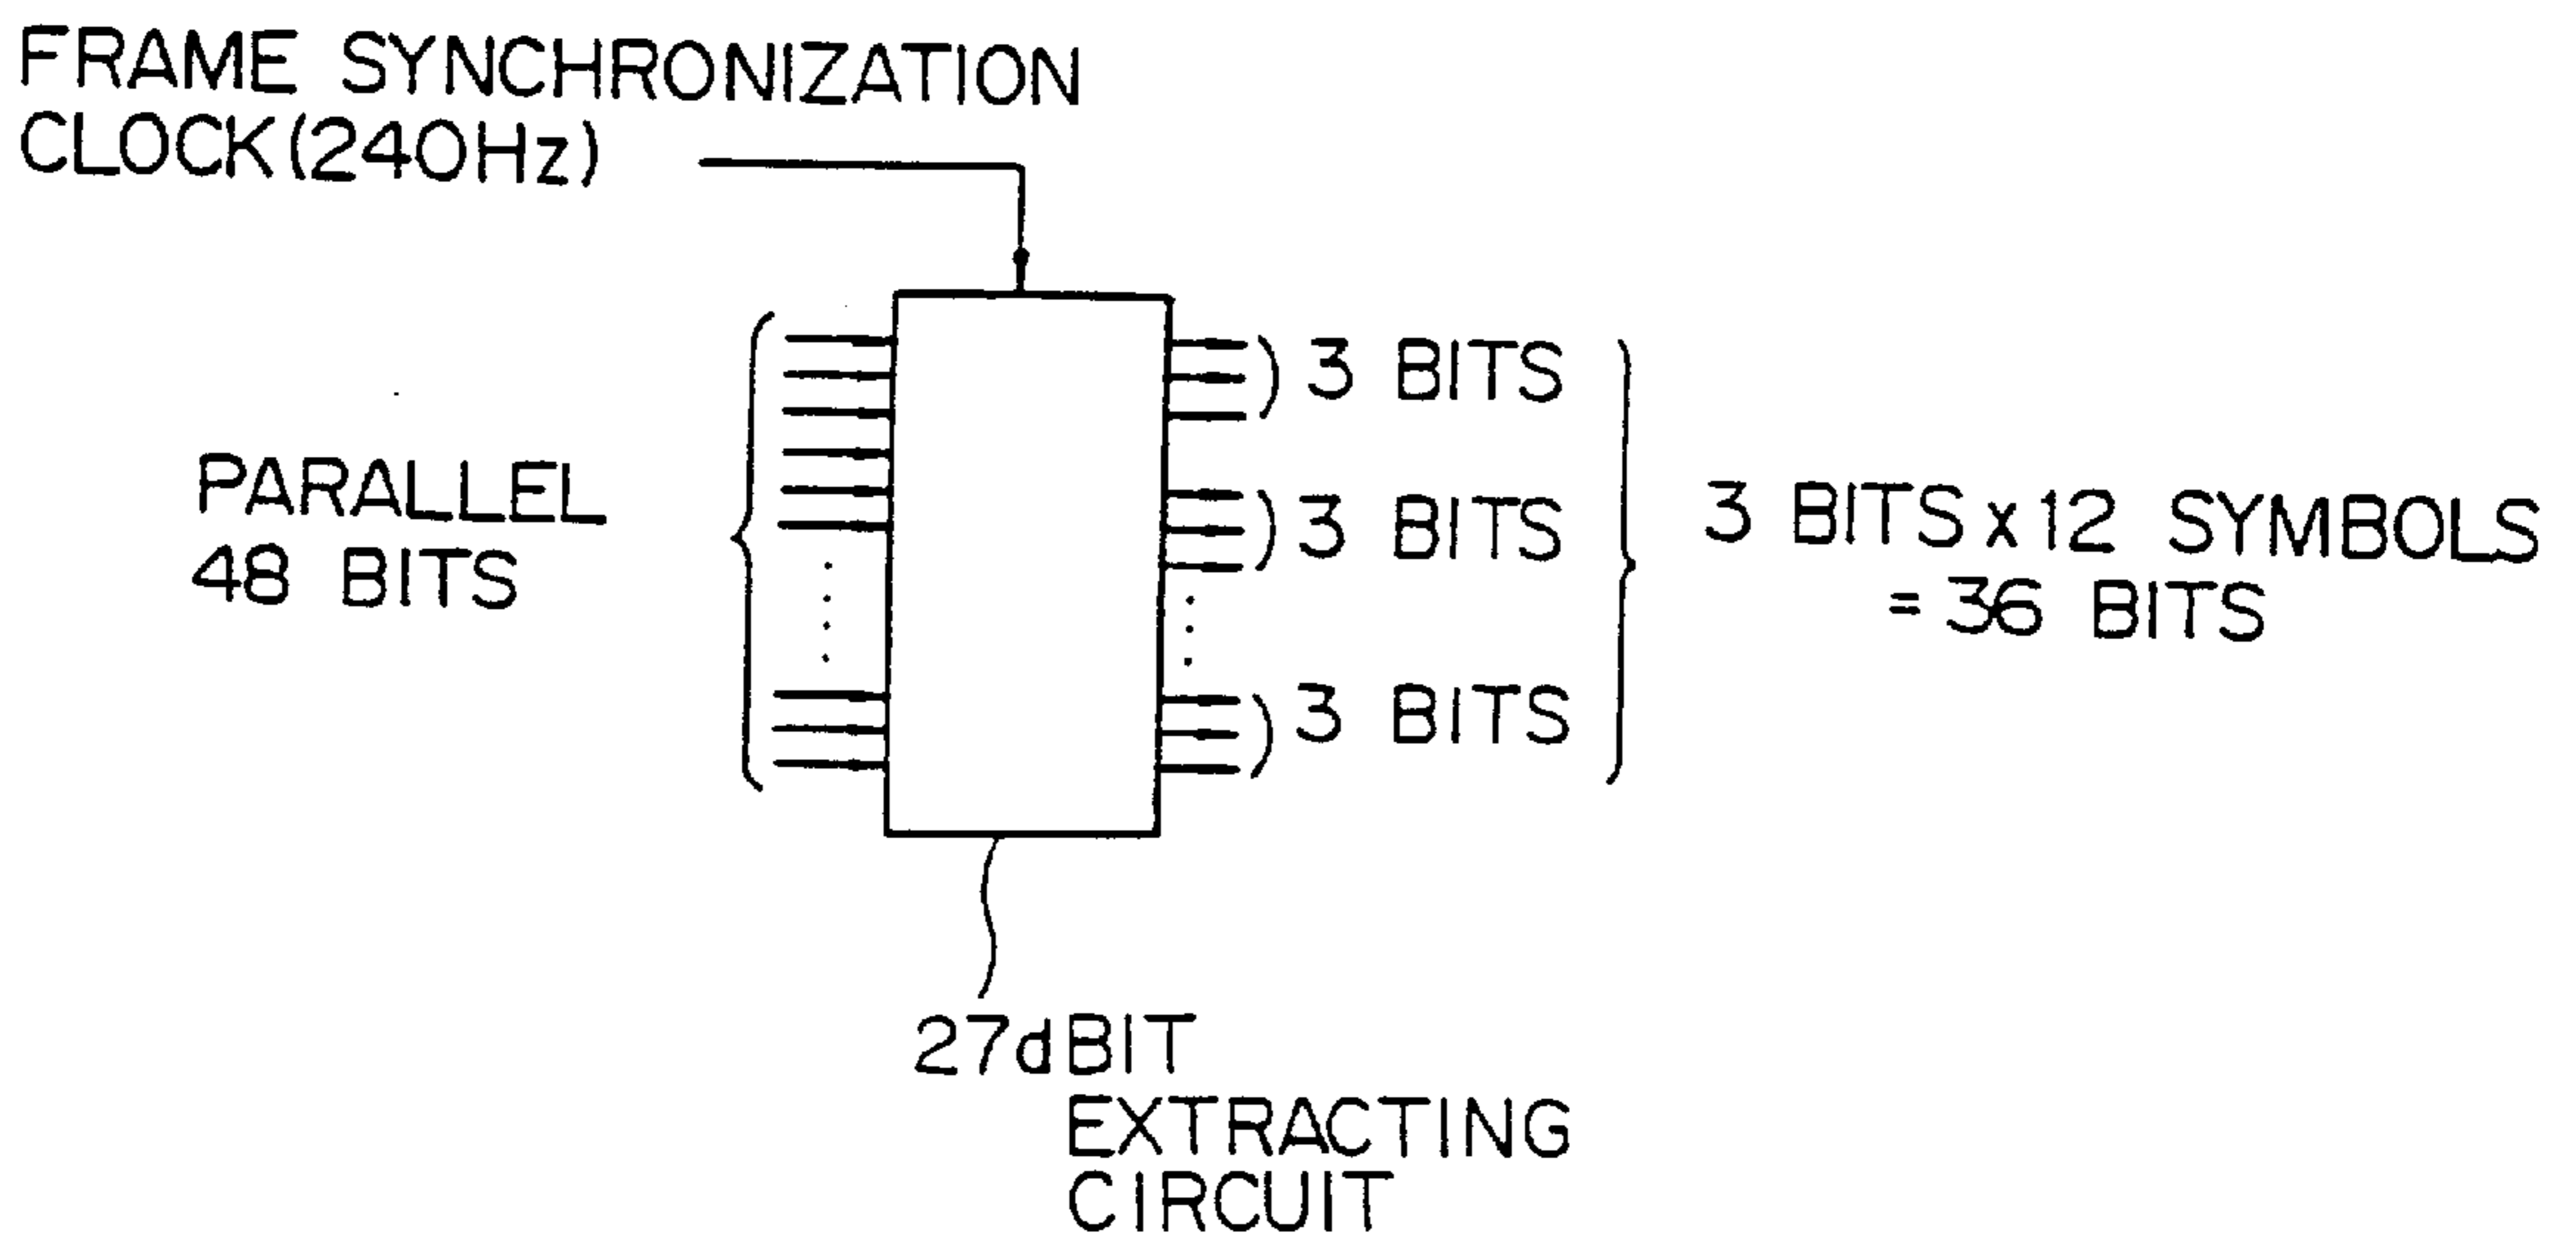 FRAME SYNCHRONIZATION
CLOCK(240Hz)
PARALLEL
48 BITS
3 BITS
3 BITS
3 BITS
3 BITS x 12 SYMBOLS
= 36 BITS
27d BIT
EXTRACTING
CIRCUIT